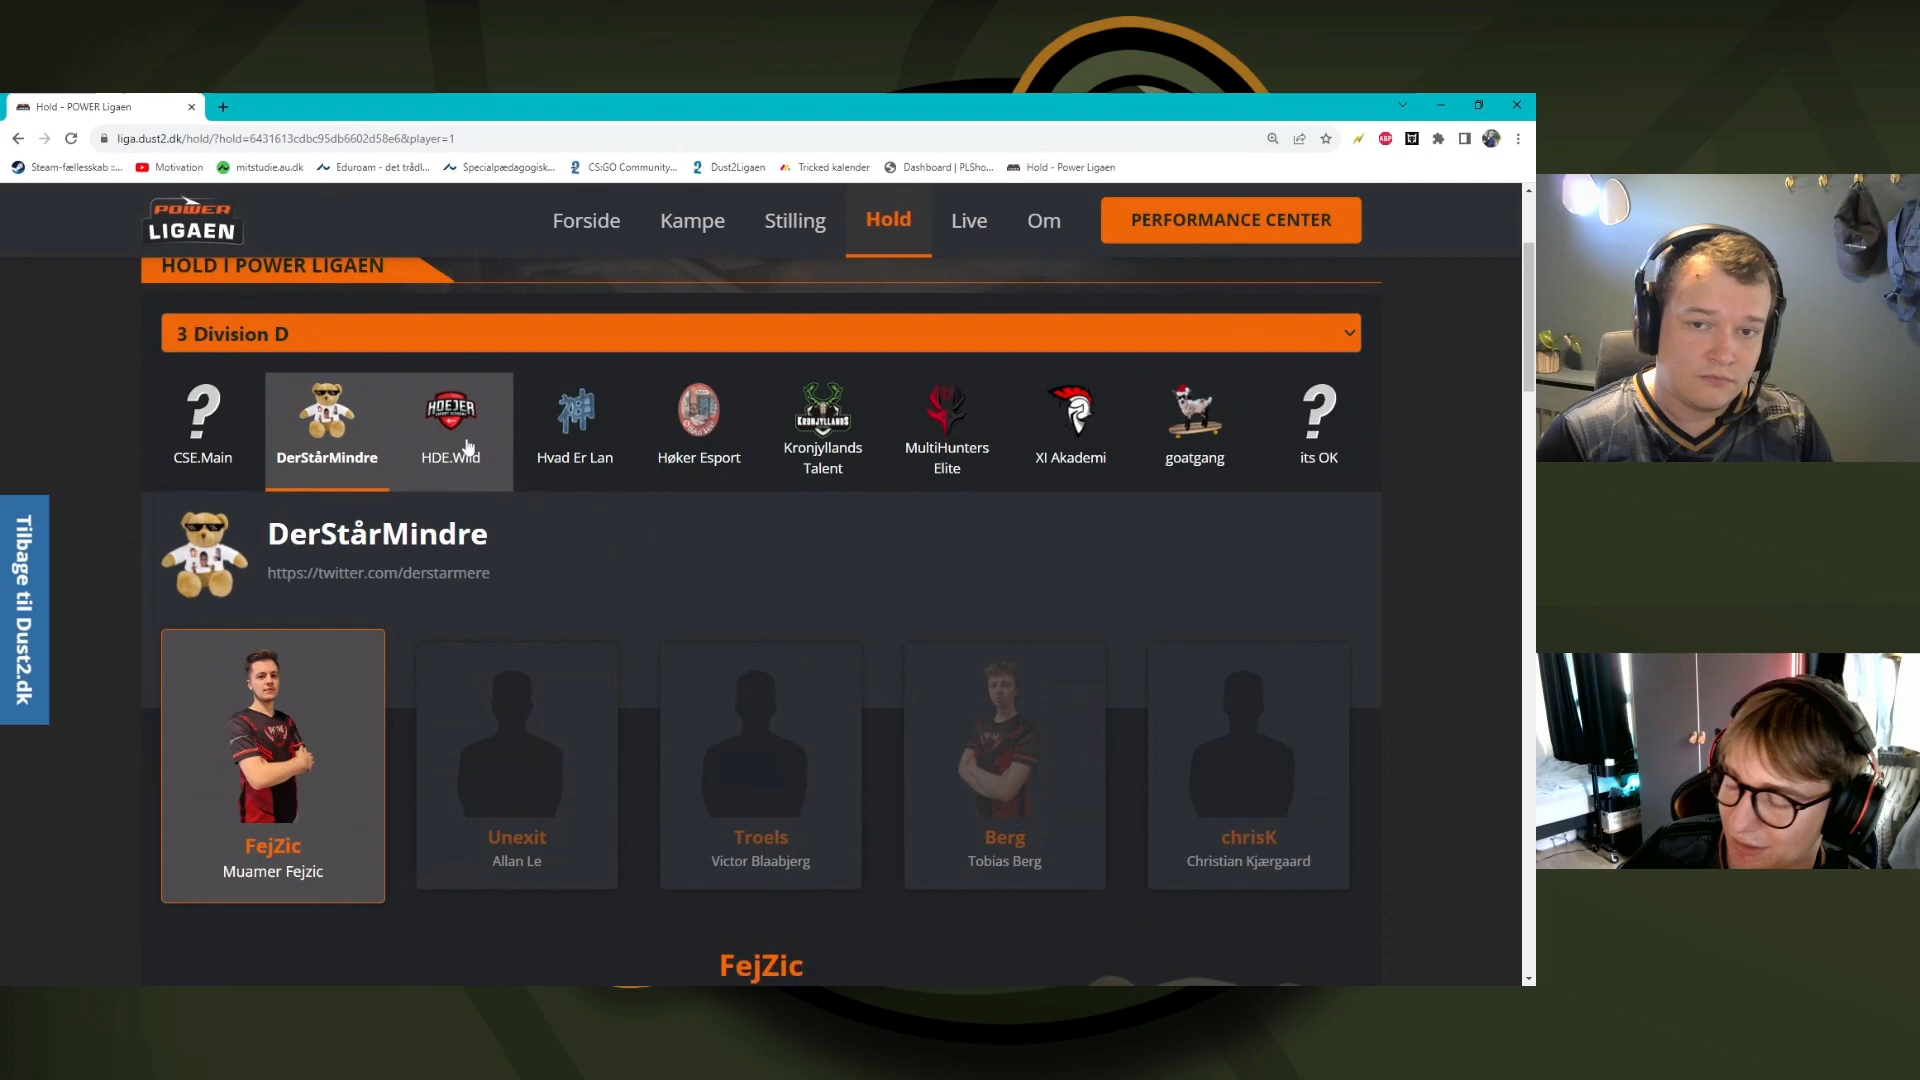 Hold - POWER Ligaen
liga.dust2.dk/hold/?hold=6431613cdbc95db6602d58e6&player=1
Steam-fællesskab ::...
Motivation
mitstudie.au.dk
Eduroam - det trådl...
Specialpædagogisk...
CS:GO Community...
Dust2Ligaen
Tricked kalender
Dashboard | PLSho...
Hold - Power Ligaen
POWER
LIGAEN
Forside
Kampe
Stilling
Hold
Live
Om
PERFORMANCE CENTER
HOLD I POWER LIGAEN
3 Division D
HOEJER
KRONJYLLANDS
CSE.Main
DerStårMindre
HDE.Wild
Hvad Er Lan
Høker Esport
Kronjyllands
Talent
MultiHunters
Elite
XI Akademi
goatgang
its OK
神
ABP
Tilbage til Dust2.dk
DerStårMindre
https://twitter.com/derstarmere
FejZic
Muamer Fejzic
Unexit
Allan Le
Troels
Victor Blaabjerg
Berg
Tobias Berg
chrisK
Christian Kjærgaard
FejZic